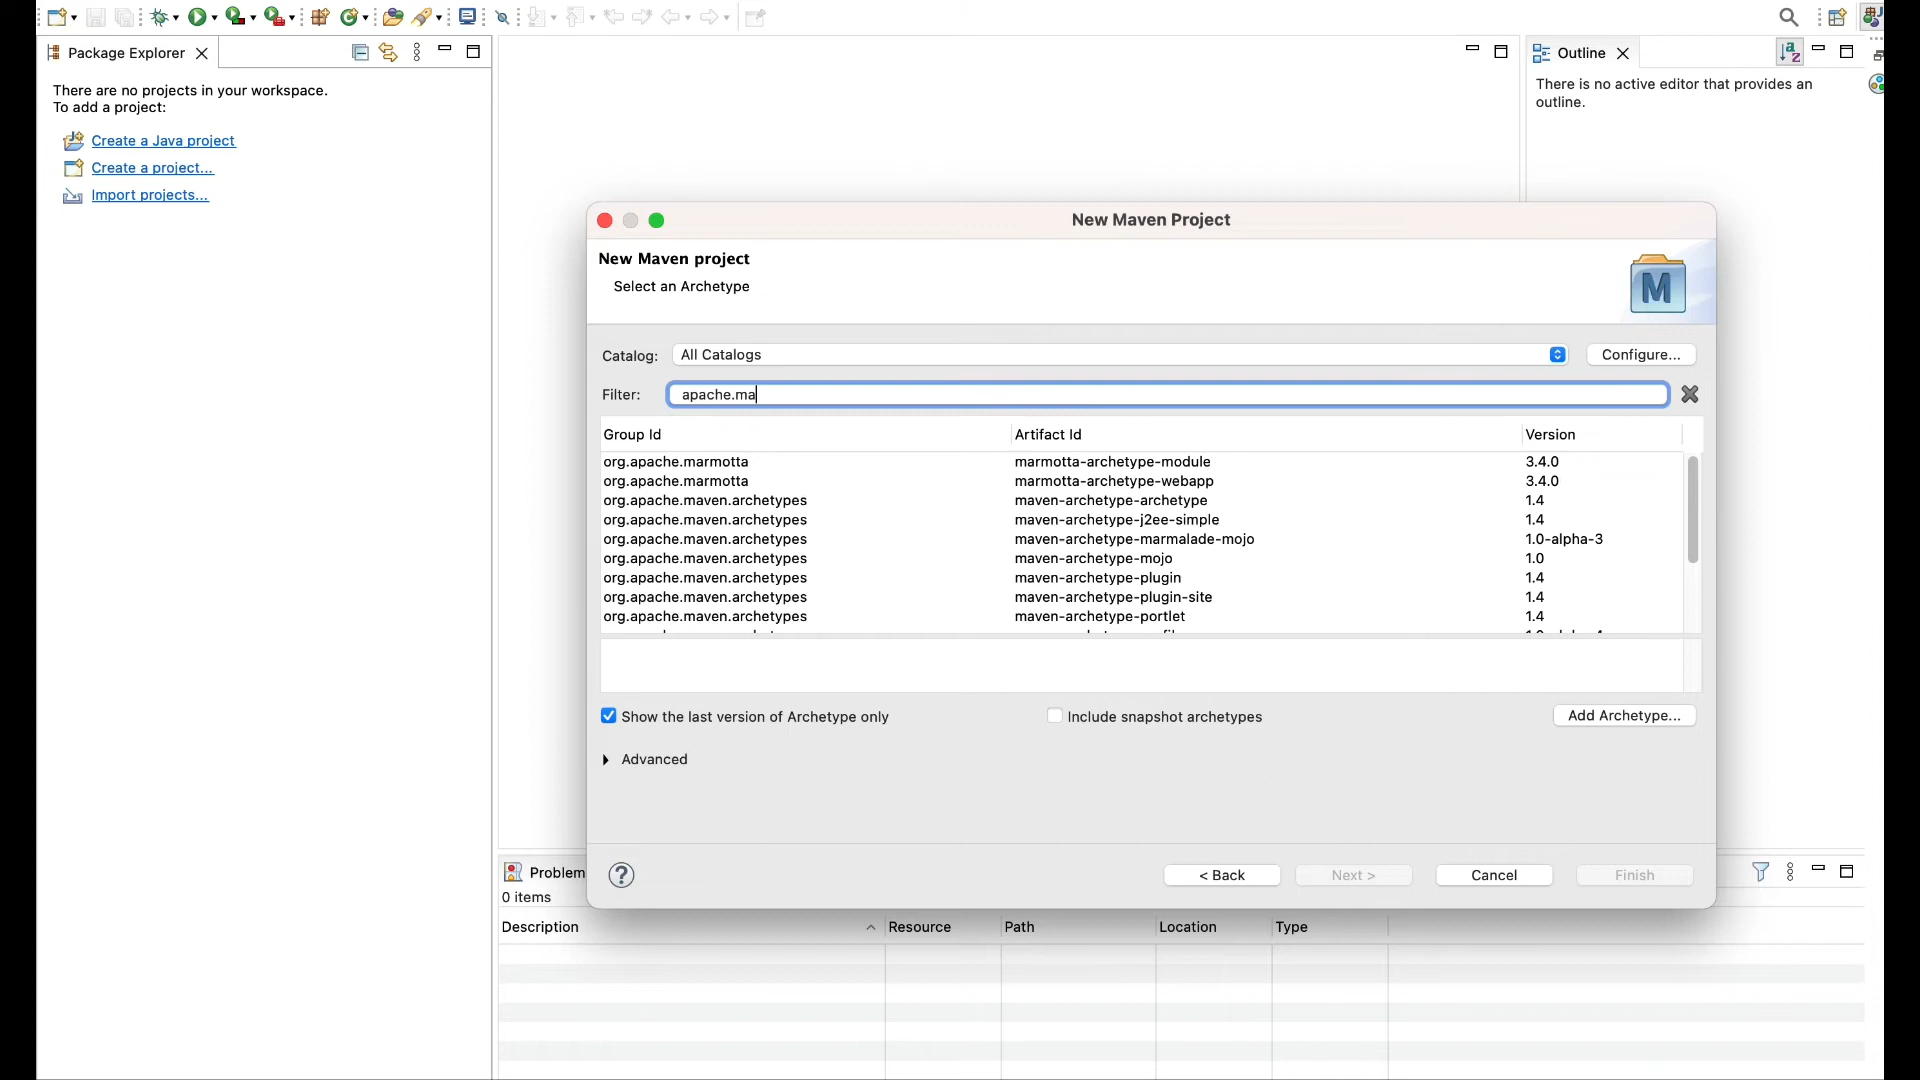 Package Explorer
There are no projects in your workspace.
To add a project:
Create a Java project
Create a project...
Import projects...
Outline
There is no active editor that provides an
outline.
New Maven Project
New Maven project
Select an Archetype
M
Catalog: All Catalogs Configure...
Filter: apache.ma
Group Id Artifact Id Version
org.apache.marmotta marmotta-archetype-module 3.4.0
org.apache.marmotta marmotta-archetype-webapp 3.4.0
org.apache.maven.archetypes maven-archetype-archetype 1.4
org.apache.maven.archetypes maven-archetype-j2ee-simple 1.4
org.apache.maven.archetypes maven-archetype-marmalade-mojo 1.0-alpha-3
org.apache.maven.archetypes maven-archetype-mojo 1.0
org.apache.maven.archetypes maven-archetype-plugin 1.4
org.apache.maven.archetypes maven-archetype-plugin-site 1.4
org.apache.maven.archetypes maven-archetype-portlet 1.4
Show the last version of Archetype only Include snapshot archetypes Add Archetype...
Advanced
? < Back Next > Cancel Finish
Problem
0 items
Description Resource Path Location Type